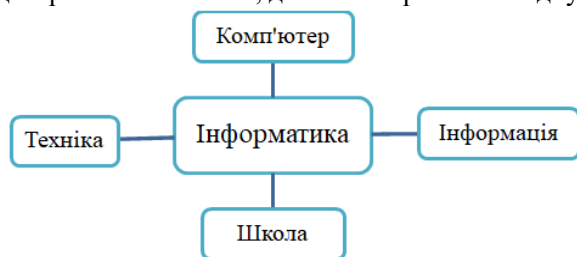 Комп'ютер
Техніка
Інформатика
Інформація
Школа